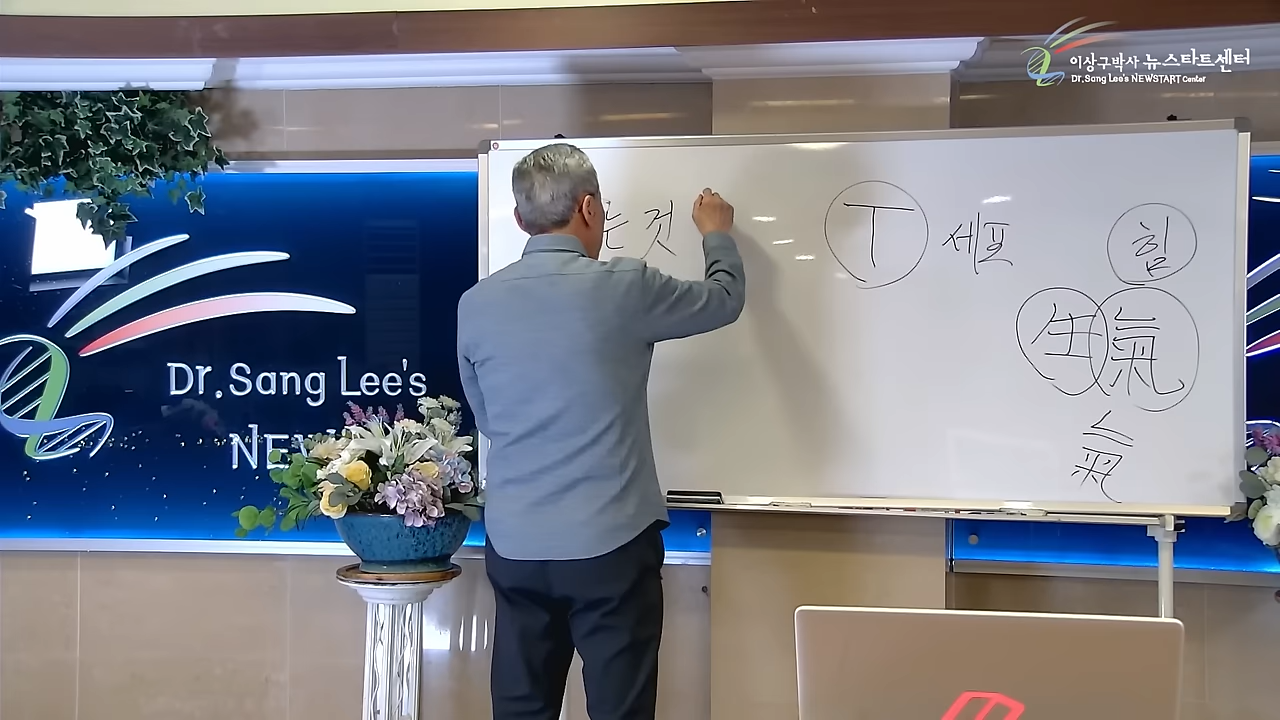 이상구박사 뉴스타트센터
Dr. Sang Lee's NEWSTART Center
는것
T 세포
힘
生氣
氣
Dr. Sang Lee's